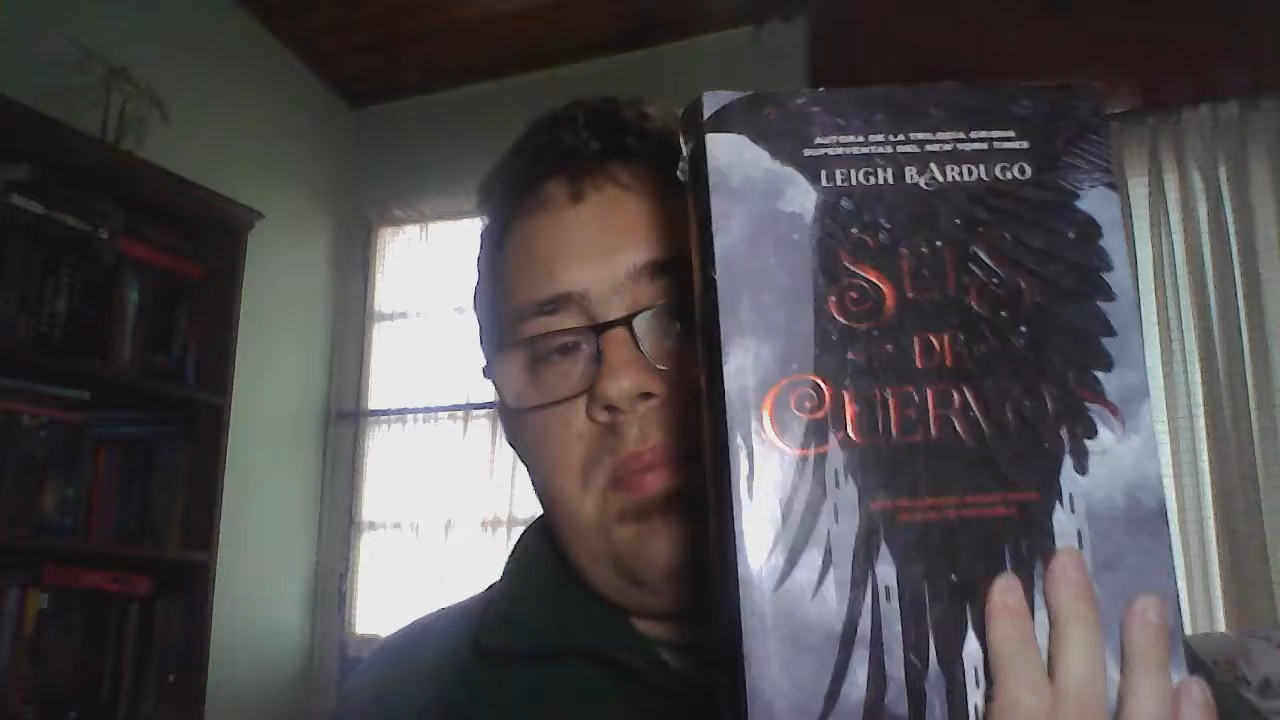 AUTORA DE LA TRILOGÍA GRISHA
SUPERVENTAS DEL NEW YORK TIMES
LEIGH BARDUGO
SEIS
DE
CUERVOS